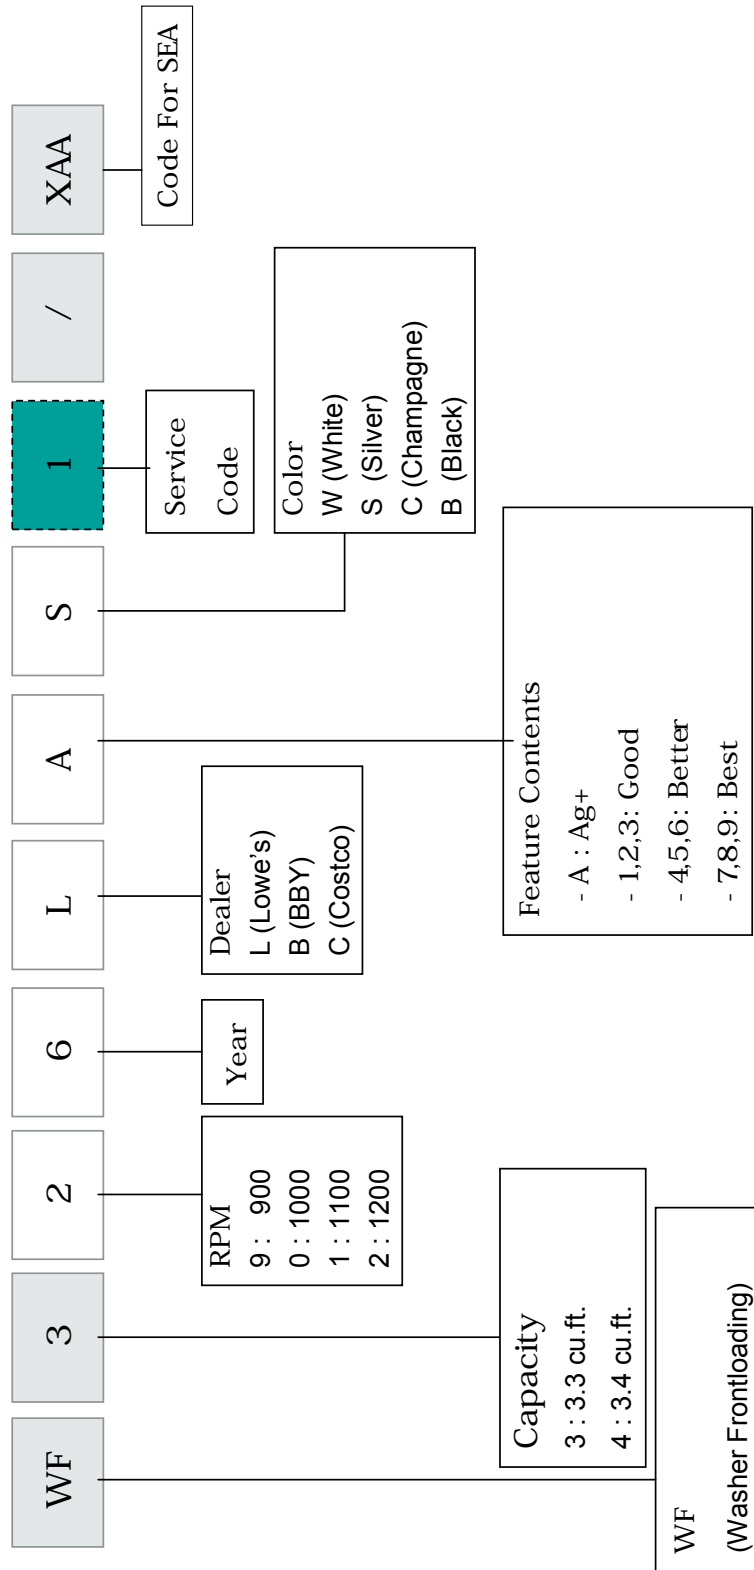 WF
3
2
6
L
A
S
1
/
XAA
WF
(Washer Frontloading)
Capacity
3 : 3.3 cu.ft.
4 : 3.4 cu.ft.
RPM
9 : 900
0 : 1000
1 : 1100
2 : 1200
Year
Dealer
L (Lowe's)
B (BBY)
C (Costco)
Feature Contents
- A : Ag+
- 1,2,3: Good
- 4,5,6: Better
- 7,8,9: Best
Color
W (White)
S (Silver)
C (Champagne)
B (Black)
Service
Code
Code For SEA